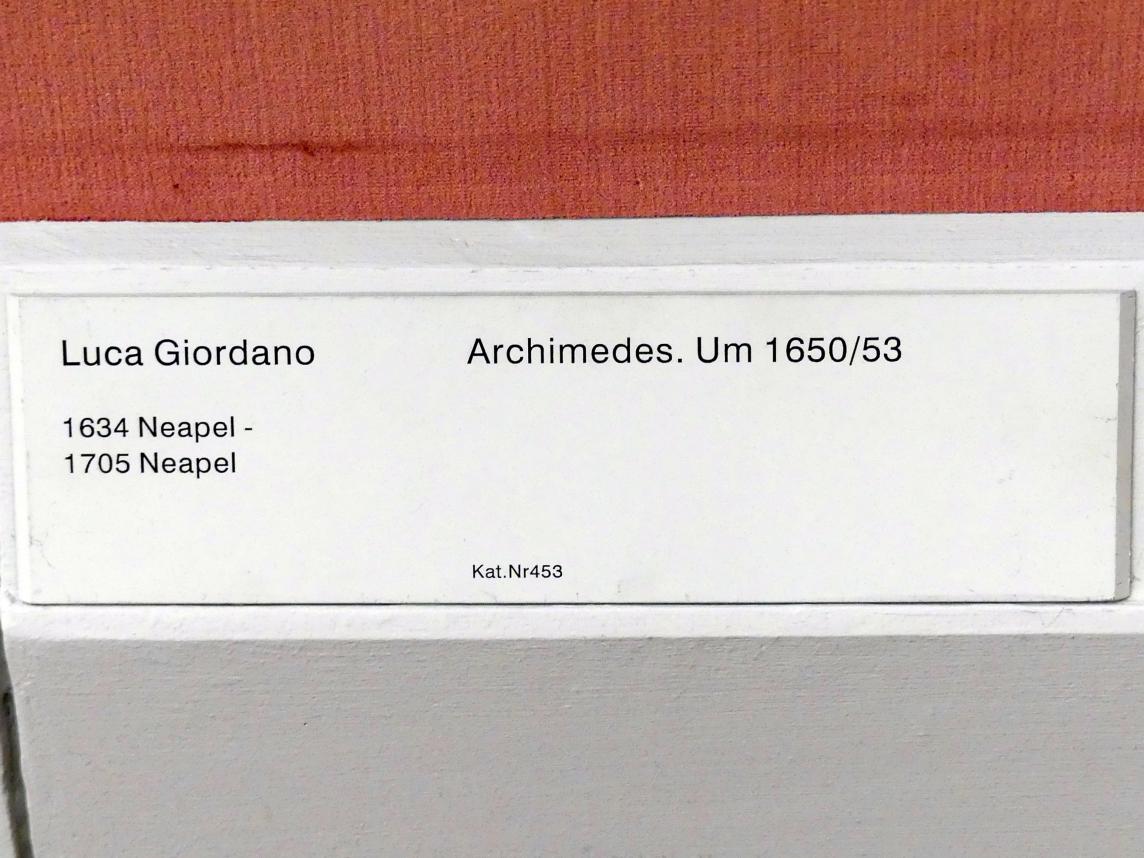 Luca Giordano
1634 Neapel -
1705 Neapel
Archimedes. Um 1650/53
Kat.Nr453